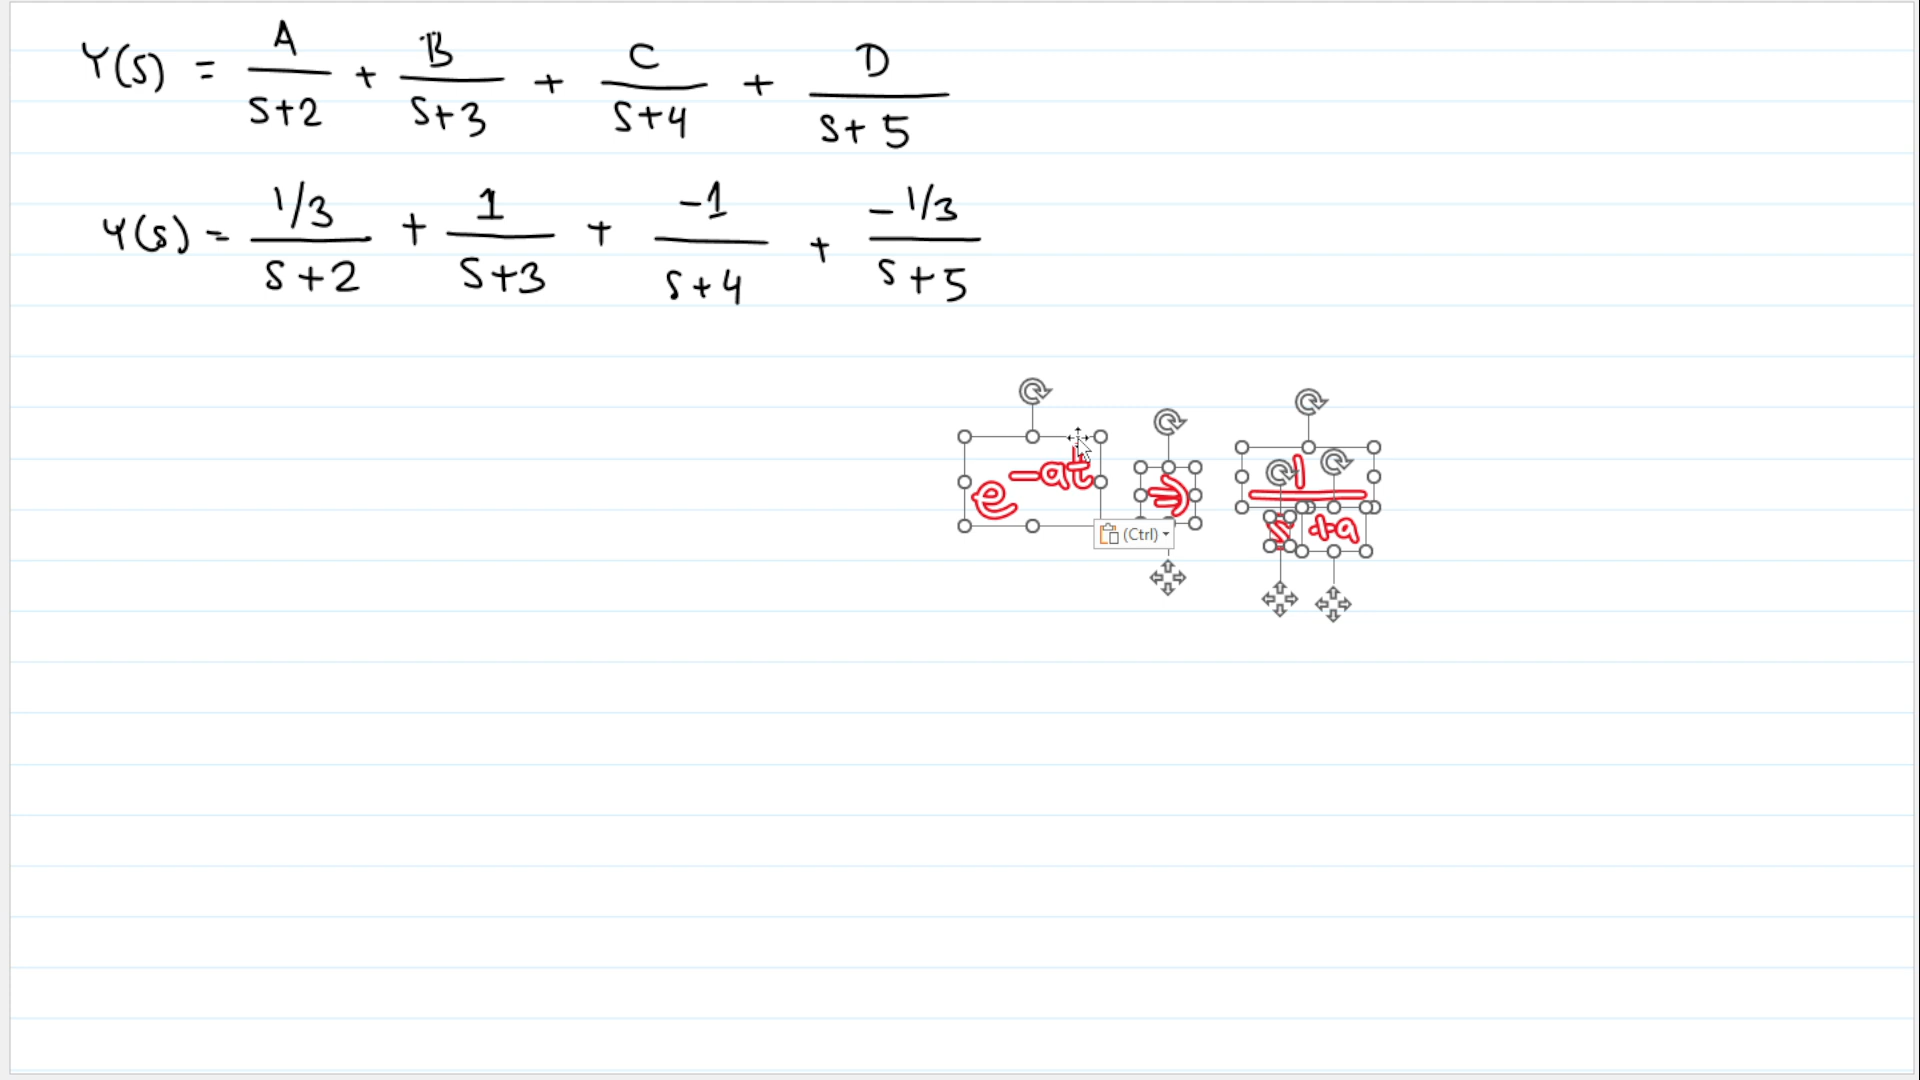 Y(s) = A/(s+2) + B/(s+3) + C/(s+4) + D/(s+5)
Y(s) = (1/3)/(s+2) + 1/(s+3) + -1/(s+4) + (-1/3)/(s+5)
e^(-at) ⇒ 1/(s+a)
(Ctrl)